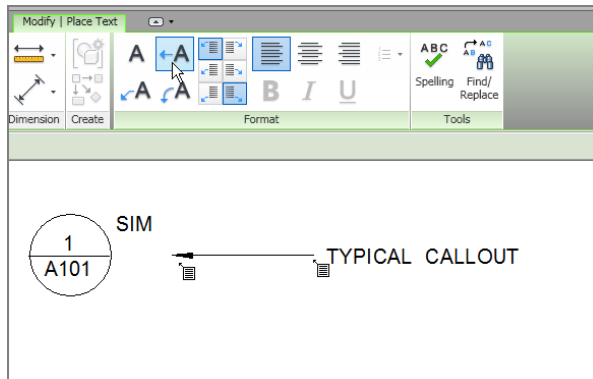 Modify | Place Text
A A ABC AC AB
A A B I U Spelling Find/
Replace
Dimension Create Format Tools
SIM
1
A101
TYPICAL CALLOUT